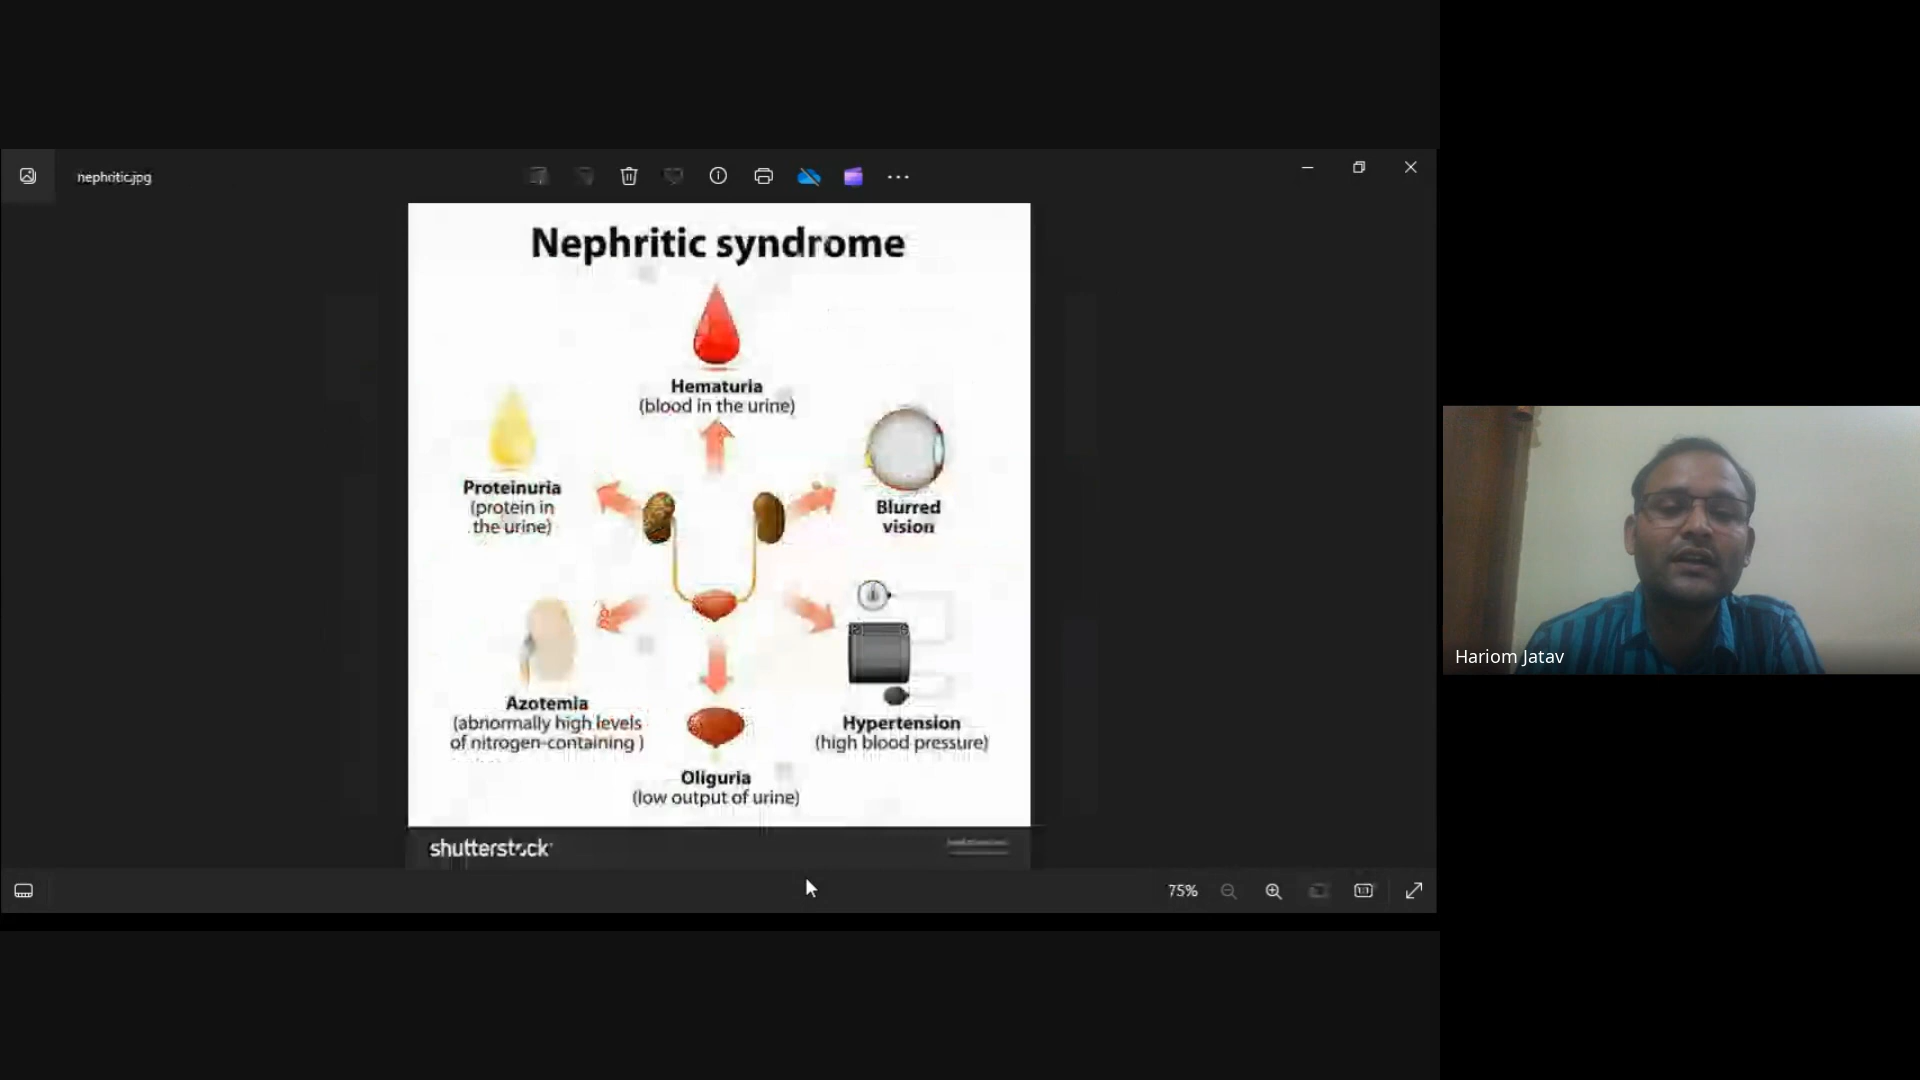 nephritic.jpg
Nephritic syndrome
Hematuria
(blood in the urine)
Proteinuria
(protein in
the urine)
Blurred
vision
Azotemia
(abnormally high levels
of nitrogen-containing )
Hypertension
(high blood pressure)
Oliguria
(low output of urine)
shutterstock
75%
Hariom Jatav